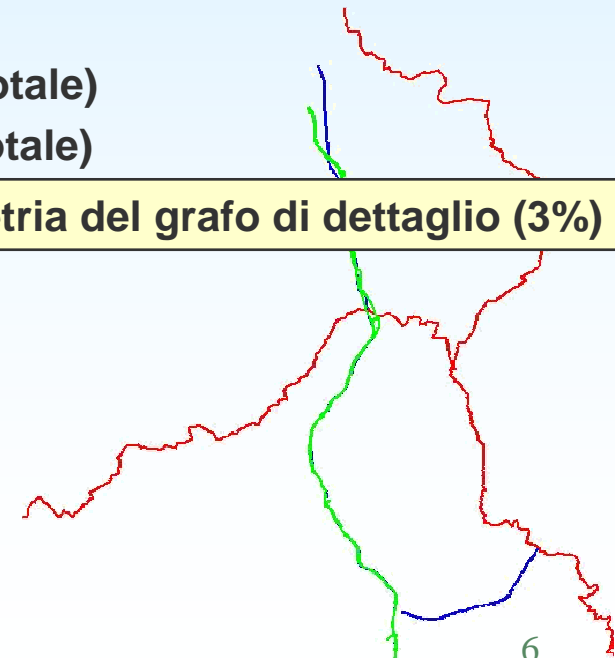 otale)
otale)
tria del grafo di dettaglio (3%)
6